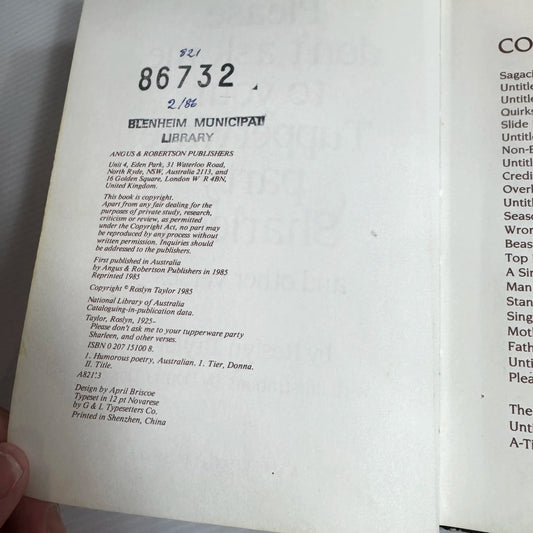 821
86732
2/86
BLENHEIM MUNICIPAL
LIBRARY
ANGUS & ROBERTSON PUBLISHERS
Unit 4, Eden Park, 31 Waterloo Road,
North Ryde, NSW, Australia 2113, and
16 Golden Square, London W R 4BN,
United Kingdom.
This book is copyright.
Apart from any fair dealing for the
purposes of private study, research,
criticism or review, as permitted
under the Copyright Act, no part may
be reproduced by any process without
written permission. Inquiries should
be addressed to the publishers.
First published in Australia
by Angus & Robertson Publishers in 1985
Reprinted 1985
Copyright © Roslyn Taylor 1985
National Library of Australia
Cataloguing-in-publication data.
Taylor, Roslyn, 1925-
Please don't ask me to your tupperware party
Sharleen, and other verses.
ISBN 0 207 15100 8.
1. Humorous poetry, Australian. 1. Tier, Donna.
II. Title.
A821'.3
Design by April Briscoe
Typeset in 12 pt Novarese
by G & L Typesetters Co.
Printed in Shenzhen, China
CO
Sagac
Untitle
Untitle
Quirks
Slide
Untitle
Non-E
Untitl
Credi
Overl
Untitl
Seaso
Wron
Beas
Top
A Sir
Man
Stan
Sing
Moth
Fath
Unti
Plea
The
Unti
A-Ti